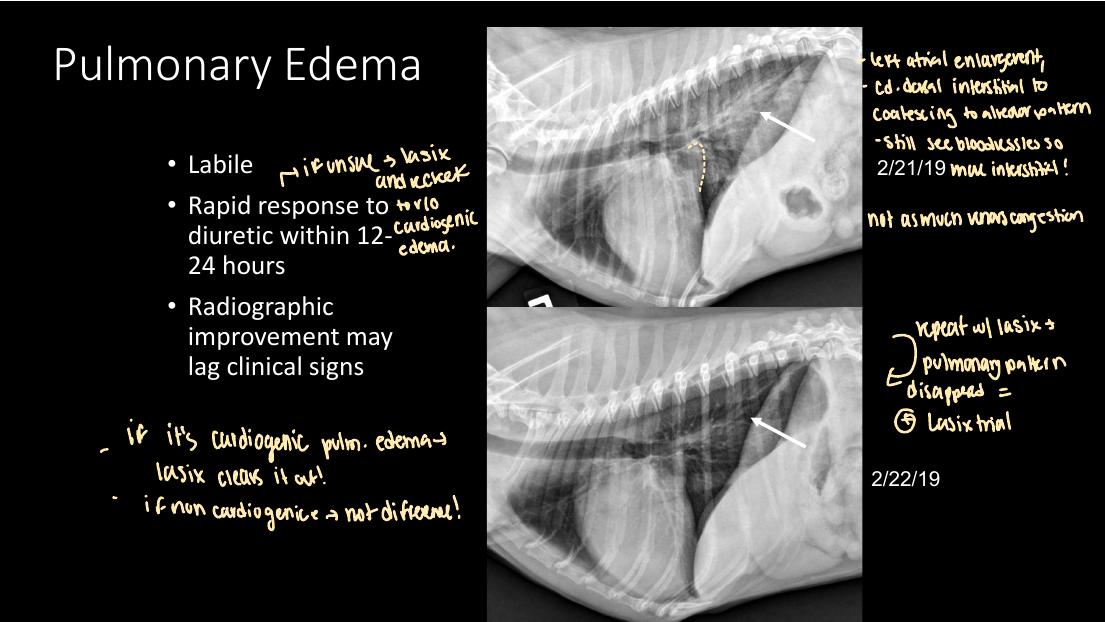 Pulmonary Edema
• Labile
if unsure → lasix
and recheck
to r/o
cardiogenic
edema.
• Rapid response to
diuretic within 12-
24 hours
• Radiographic
improvement may
lag clinical signs
- if it's cardiogenic pulm. edema →
lasix clears it out!
- if non cardiogenic → not difference!
- left atrial enlargement,
- cd. dorsal interstitial to
coalescing to alveolar pattern
- still see bloodvessles so
2/21/19 more interstitial!
not as much venous congestion
repeat w/ lasix →
pulmonary pattern
disappears =
⊕ Lasix trial
2/22/19